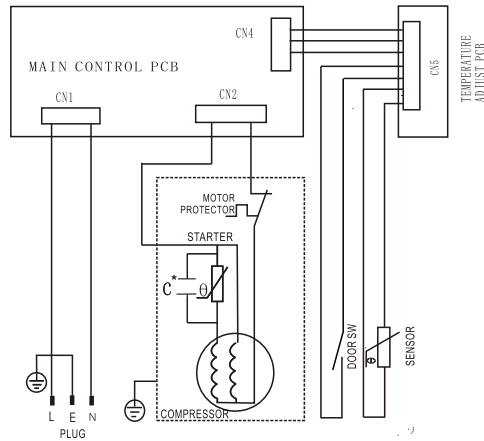 CN4
MAIN CONTROL PCB
CN1
CN2
CN5
TEMPERATURE
ADJUST PCB
MOTOR
PROTECTOR
STARTER
C*
θ
DOOR SW
θ
SENSOR
COMPRESSOR
L E N
PLUG